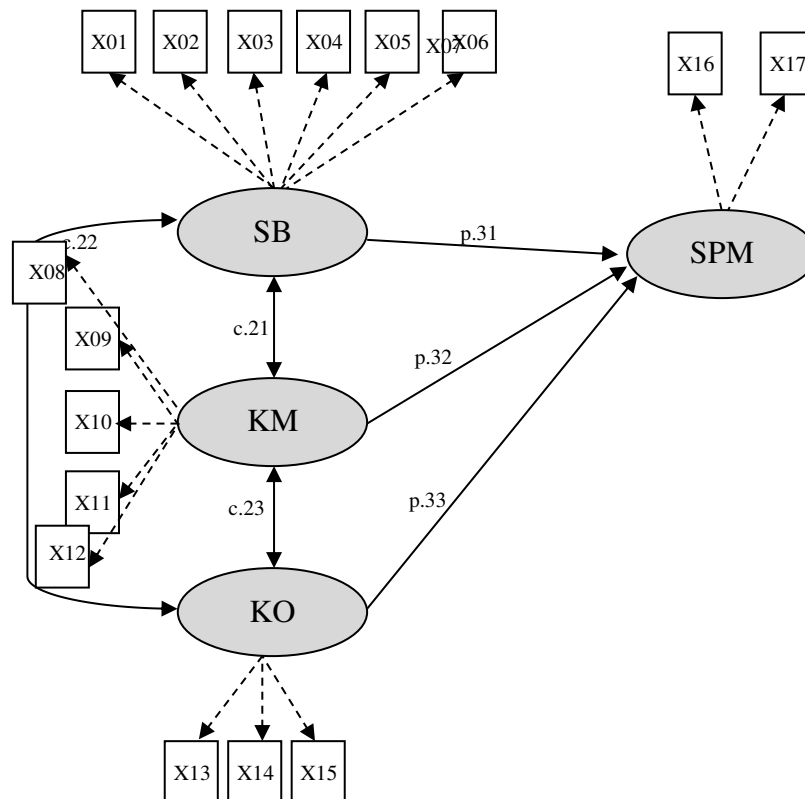 X01
X02
X03
X04
X05
X07
X06
X16
X17
SB
SPM
p.31
c.22
X08
c.21
X09
p.32
X10
KM
X11
c.23
p.33
X12
KO
X13
X14
X15